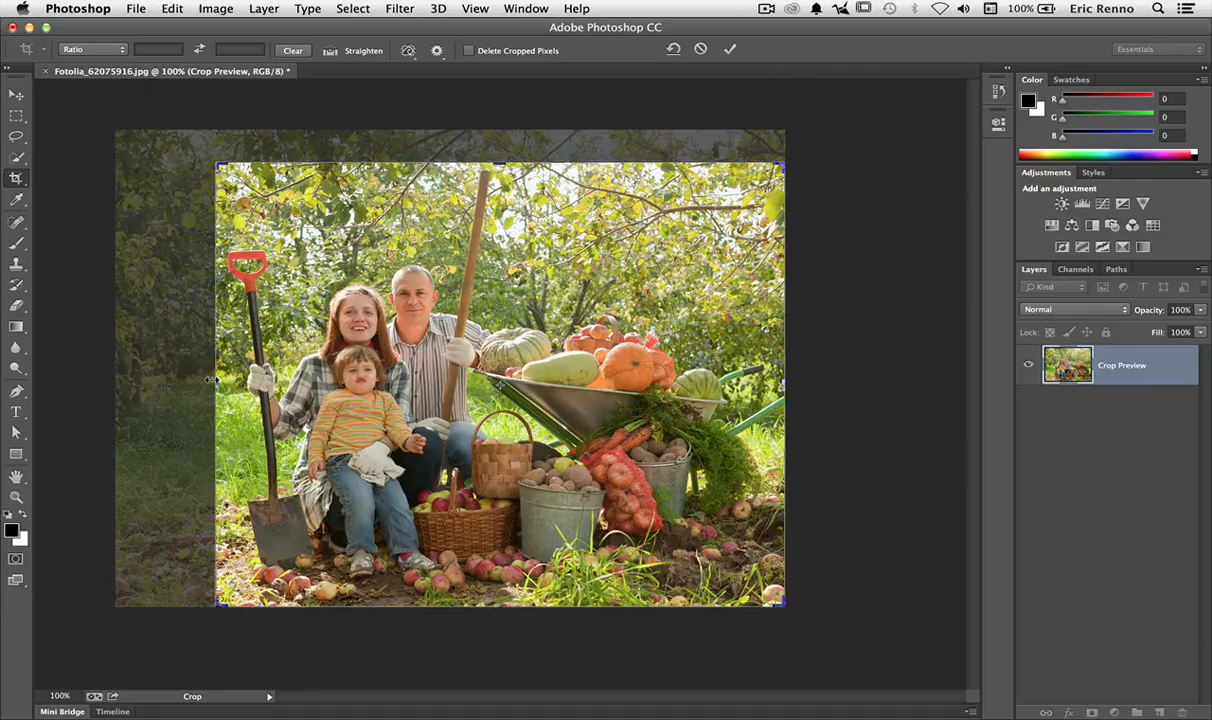 Photoshop File Edit Image Layer Type Select Filter 3D View Window Help 100% Eric Renno
Adobe Photoshop CC
Ratio Clear Straighten Delete Cropped Pixels Essentials
× Fotolia_62075916.jpg @ 100% (Crop Preview, RGB/8) *
Color Swatches
R 0
G 0
B 0
Adjustments Styles
Add an adjustment
Layers Channels Paths
Kind
Normal Opacity: 100%
Lock: Fill: 100%
Crop Preview
100% Crop
Mini Bridge Timeline